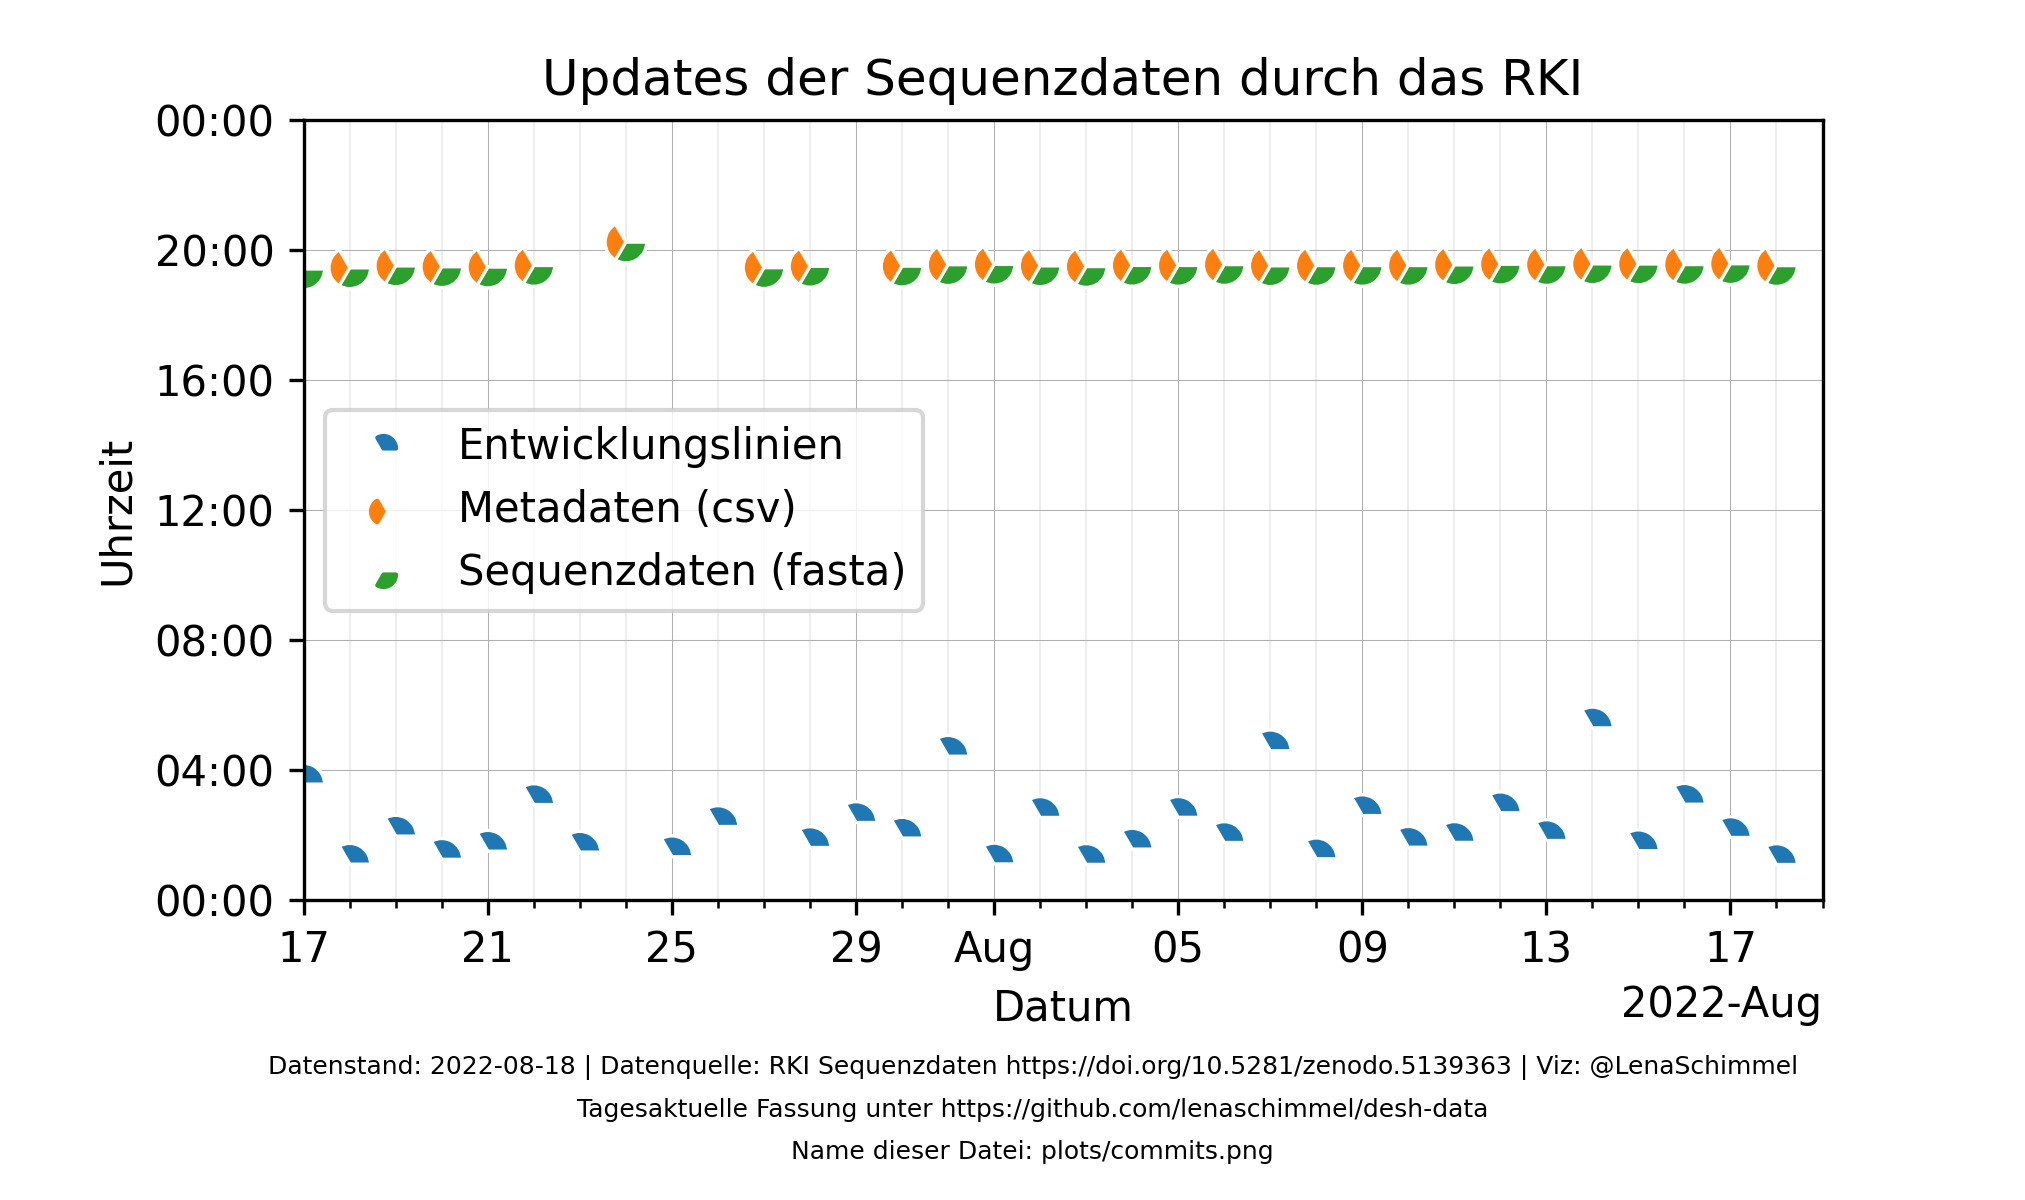 Updates der Sequenzdaten durch das RKI
00:00
20:00
16:00
12:00
08:00
04:00
00:00
Uhrzeit
Entwicklungslinien
Metadaten (csv)
Sequenzdaten (fasta)
17 21 25 29 Aug 05 09 13 17
Datum
2022-Aug
Datenstand: 2022-08-18 | Datenquelle: RKI Sequenzdaten https://doi.org/10.5281/zenodo.5139363 | Viz: @LenaSchimmel
Tagesaktuelle Fassung unter https://github.com/lenaschimmel/desh-data
Name dieser Datei: plots/commits.png